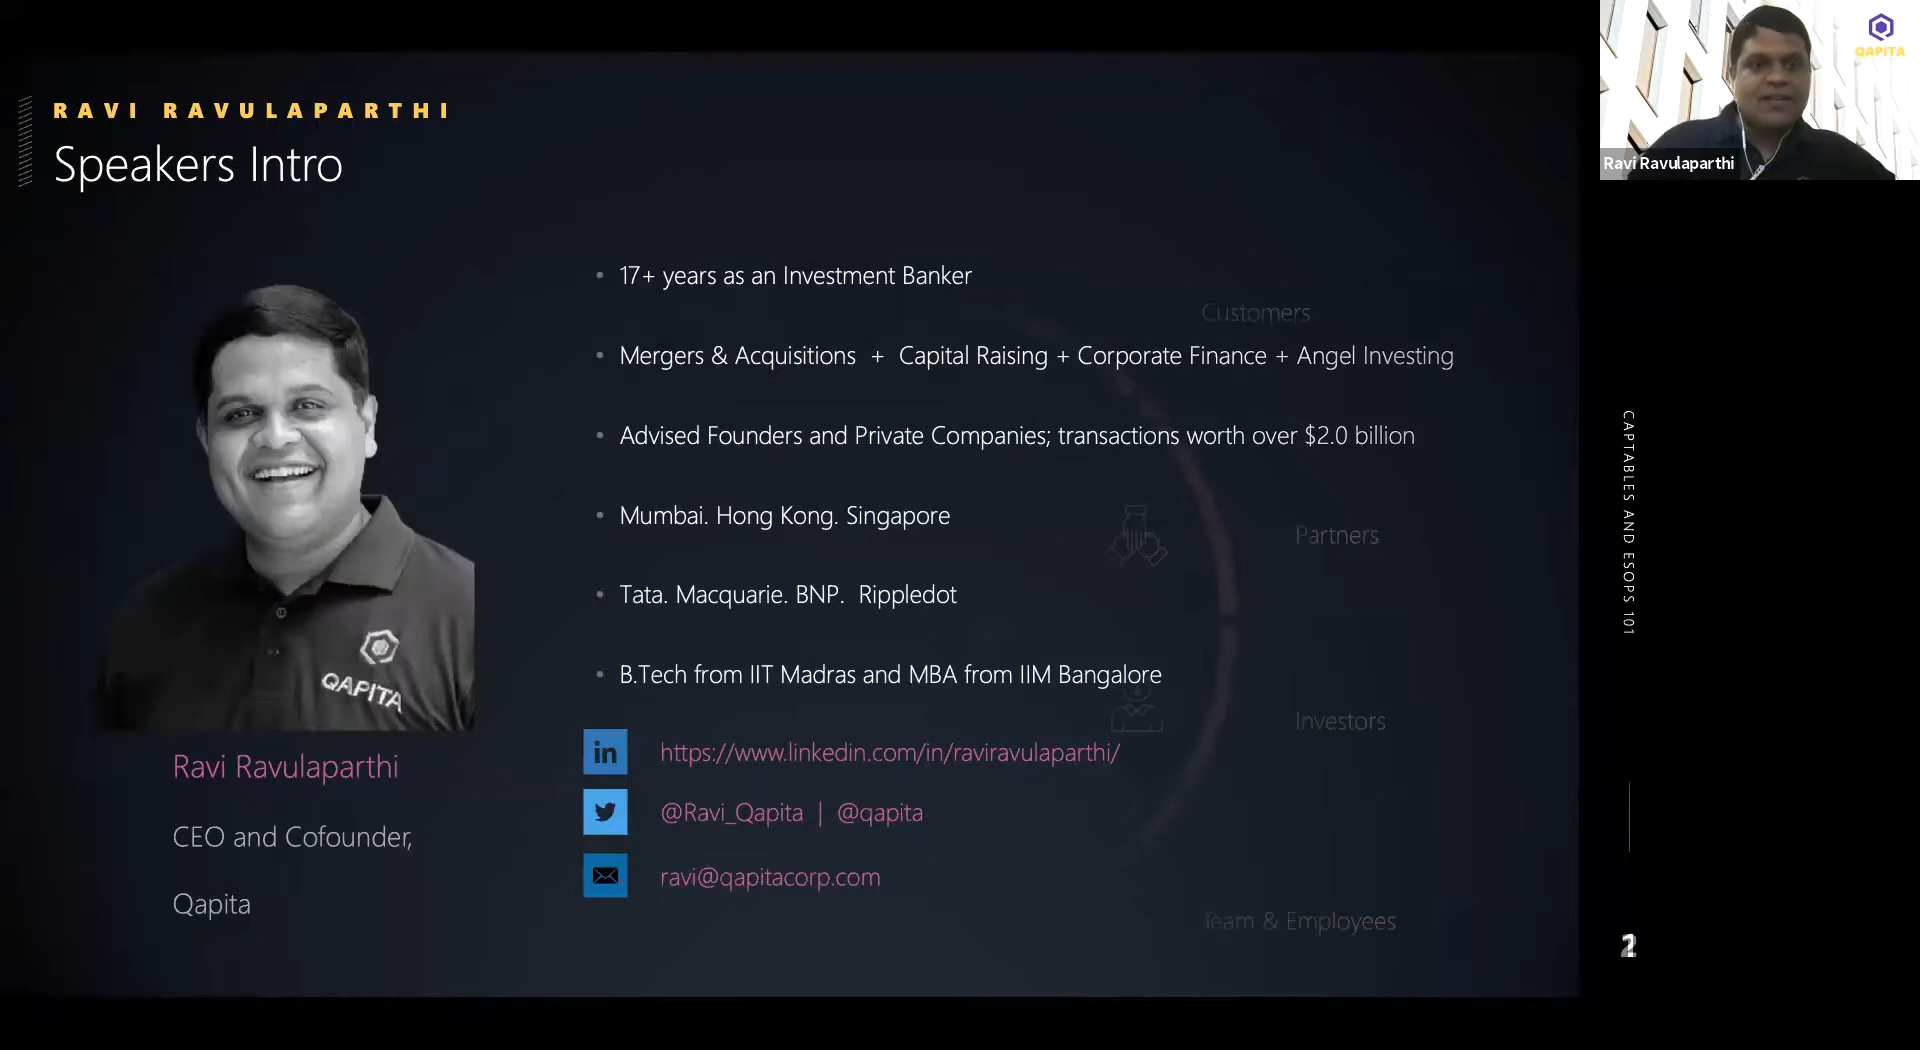 RAVI RAVULAPARTHI
Speakers Intro
QAPITA
Ravi Ravulaparthi
CEO and Cofounder,
Qapita
17+ years as an Investment Banker
Mergers & Acquisitions + Capital Raising + Corporate Finance + Angel Investing
Advised Founders and Private Companies; transactions worth over $2.0 billion
Mumbai. Hong Kong. Singapore
Tata. Macquarie. BNP. Rippledot
B.Tech from IIT Madras and MBA from IIM Bangalore
in
https://www.linkedin.com/in/raviravulaparthi/
@Ravi_Qapita | @qapita
ravi@qapitacorp.com
Customers
Partners
Investors
Team & Employees
QAPITA
Ravi Ravulaparthi
CAPTABLES AND ESOPS 101